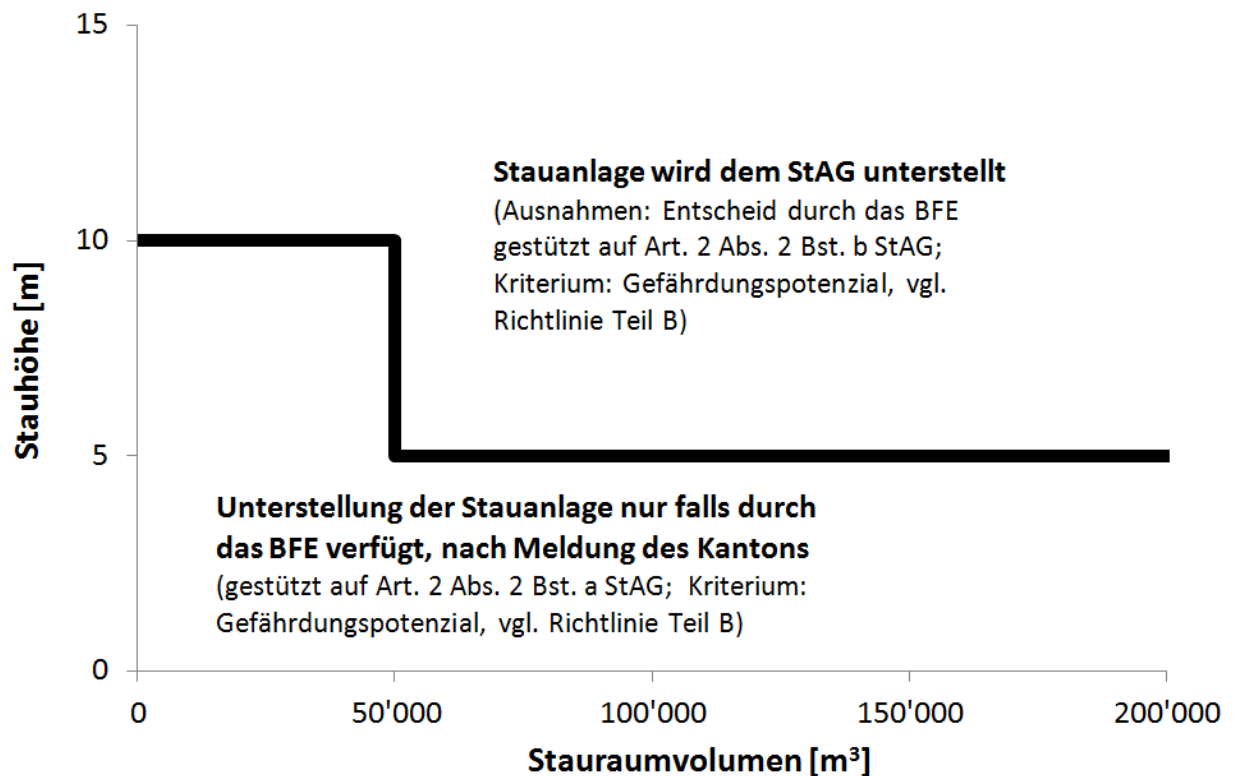 15
10
5
0
Stauhöhe [m]
Stauanlage wird dem StAG unterstellt
(Ausnahmen: Entscheid durch das BFE
gestützt auf Art. 2 Abs. 2 Bst. b StAG;
Kriterium: Gefährdungspotenzial, vgl.
Richtlinie Teil B)
Unterstellung der Stauanlage nur falls durch
das BFE verfügt, nach Meldung des Kantons
(gestützt auf Art. 2 Abs. 2 Bst. a StAG; Kriterium:
Gefährdungspotenzial, vgl. Richtlinie Teil B)
0 50'000 100'000 150'000 200'000
Stauraumvolumen [m³]